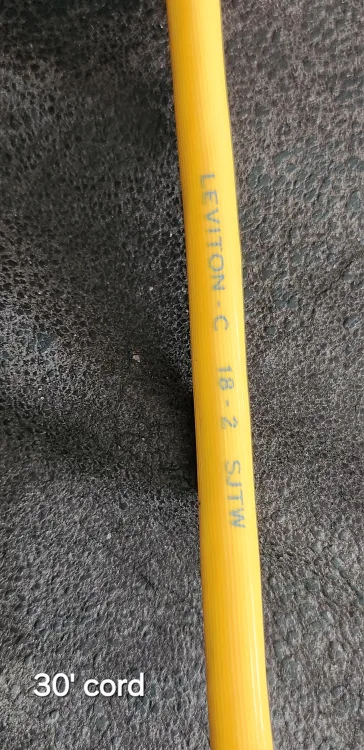 LEVITON - C 18 - 2 SJTW
30' cord